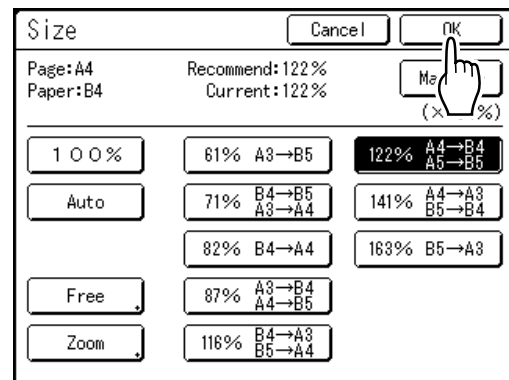 Size
Cancel
OK
Page:A4
Recommend:122%
Paper:B4
Current:122%
100%
61% A3→B5
122% A4→B4
A5→B5
Auto
71% B4→B5
A3→A4
141% A4→A3
B5→B4
82% B4→A4
163% B5→A3
Free
87% A3→B4
A4→B5
Zoom
116% B4→A3
B5→A4